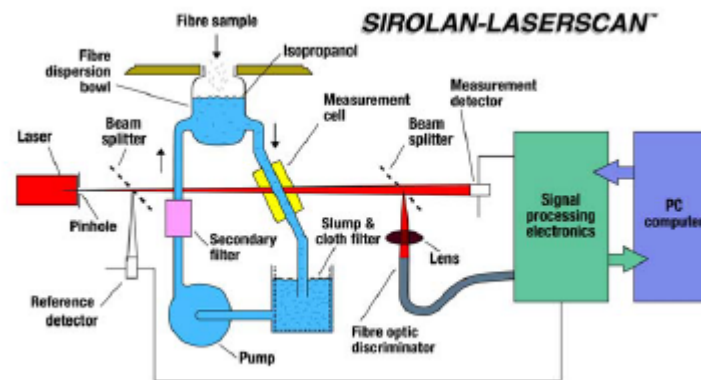 SIROLAN-LASERSCAN™
Fibre sample
Isopropanol
Fibre
dispersion
bowl
Measurement
cell
Measurement
detector
Beam
splitter
Beam
splitter
Laser
Pinhole
Signal
processing
electronics
PC
computer
Secondary
filter
Slump &
cloth filter
Lens
Reference
detector
Pump
Fibre optic
discriminator